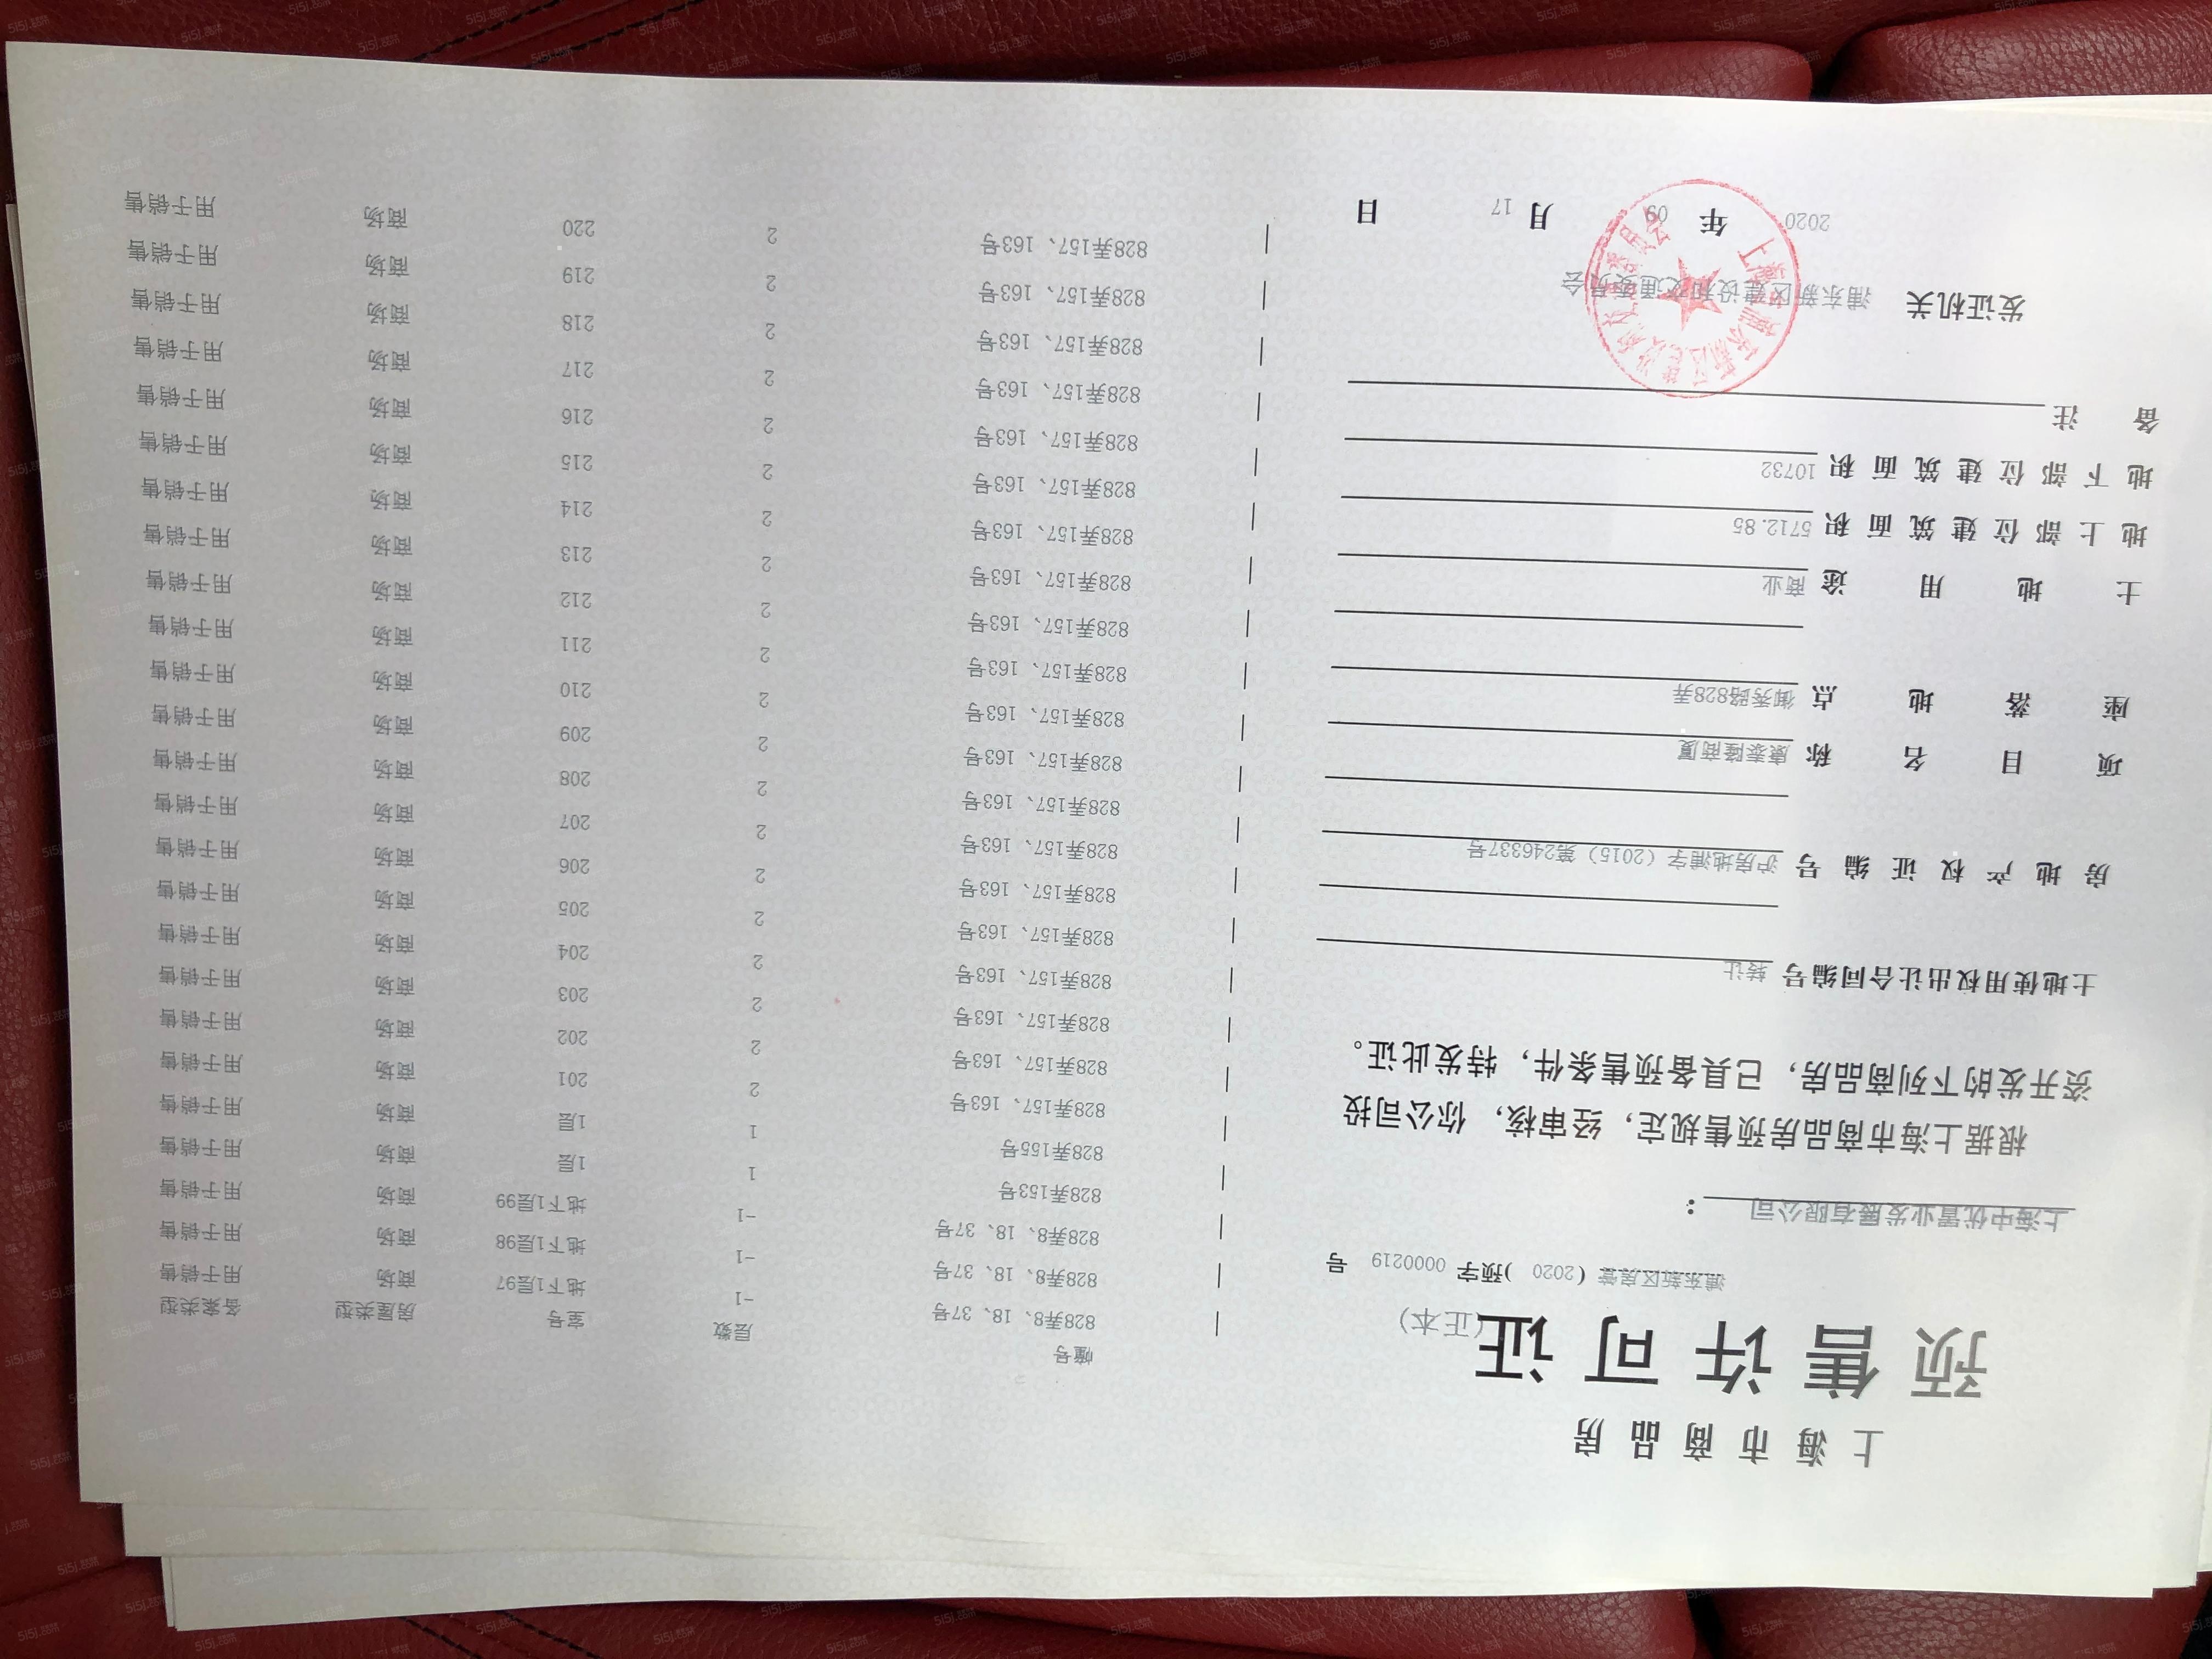 上海市商品房
预售许可证
(正本)
浦东新区房管（2020）预字 0000219 号
上海中优置业发展有限公司：
根据上海市商品房预售规定，经审核，你公司投
资开发的下列商品房，已具备预售条件，特发此证。
土地使用权出让合同编号 转让
房地产权证编号 沪房地浦字（2015）第246337号
项目名称 康泰隆商厦
座落地点 御秀路828弄
土地用途 商业
地上部位建筑面积 5712.85
地下部位建筑面积 10732
备注
发证机关 浦东新区建设和交通委员会
2020 年 09 月 17 日
幢号 层数 室号 房屋类型 备案类型
828弄8、18、37号 -1 地下1层97 商场 用于销售
828弄8、18、37号 -1 地下1层98 商场 用于销售
828弄8、18、37号 -1 地下1层99 商场 用于销售
828弄153号 1 1层 商场 用于销售
828弄155号 1 1层 商场 用于销售
828弄157、163号 2 201 商场 用于销售
828弄157、163号 2 202 商场 用于销售
828弄157、163号 2 203 商场 用于销售
828弄157、163号 2 204 商场 用于销售
828弄157、163号 2 205 商场 用于销售
828弄157、163号 2 206 商场 用于销售
828弄157、163号 2 207 商场 用于销售
828弄157、163号 2 208 商场 用于销售
828弄157、163号 2 209 商场 用于销售
828弄157、163号 2 210 商场 用于销售
828弄157、163号 2 211 商场 用于销售
828弄157、163号 2 212 商场 用于销售
828弄157、163号 2 213 商场 用于销售
828弄157、163号 2 214 商场 用于销售
828弄157、163号 2 215 商场 用于销售
828弄157、163号 2 216 商场 用于销售
828弄157、163号 2 217 商场 用于销售
828弄157、163号 2 218 商场 用于销售
828弄157、163号 2 219 商场 用于销售
828弄157、163号 2 220 商场 用于销售